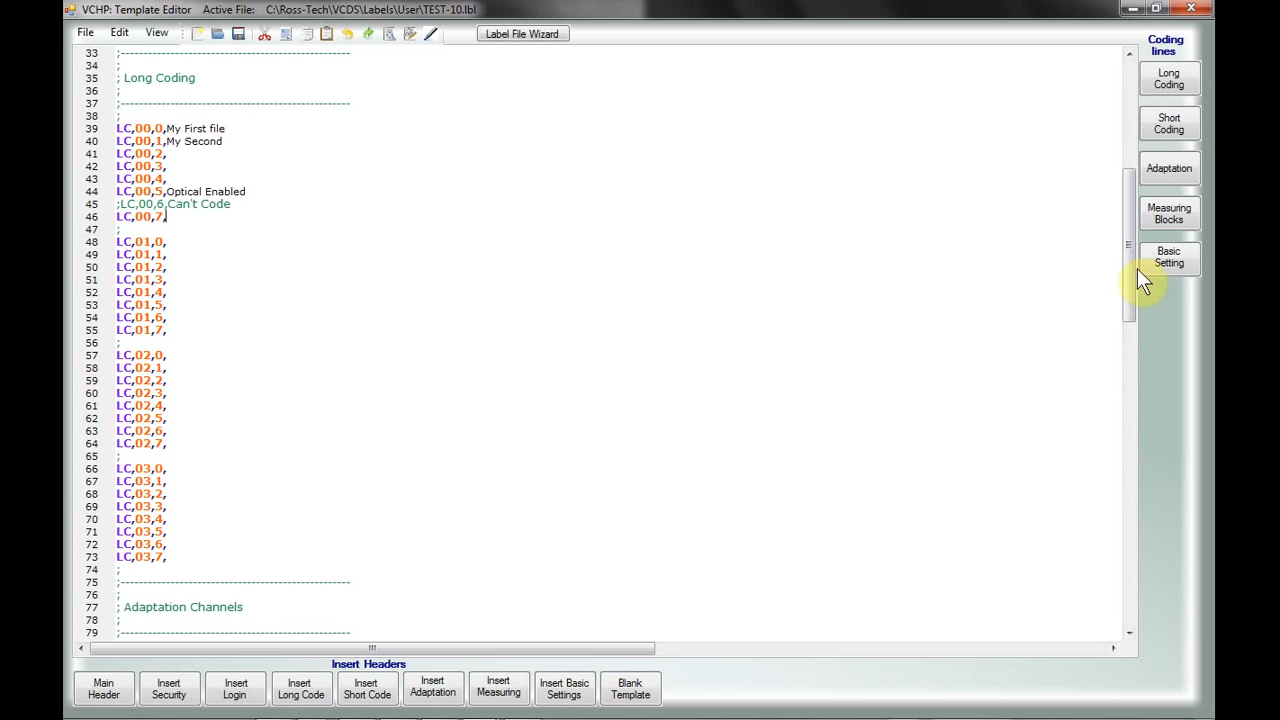 VCHP: Template Editor Active File: C:\Ross-Tech\VCDS\Labels\User\TEST-10.lbl
File Edit View Label File Wizard
Coding lines
33 ;--------------------------------------------------
34 ;
35 ; Long Coding
36 ;
37 ;--------------------------------------------------
38 ;
39 LC,00,0,My First file
40 LC,00,1,My Second
41 LC,00,2,
42 LC,00,3,
43 LC,00,4,
44 LC,00,5,Optical Enabled
45 ;LC,00,6,Can't Code
46 LC,00,7,
47 ;
48 LC,01,0,
49 LC,01,1,
50 LC,01,2,
51 LC,01,3,
52 LC,01,4,
53 LC,01,5,
54 LC,01,6,
55 LC,01,7,
56 ;
57 LC,02,0,
58 LC,02,1,
59 LC,02,2,
60 LC,02,3,
61 LC,02,4,
62 LC,02,5,
63 LC,02,6,
64 LC,02,7,
65 ;
66 LC,03,0,
67 LC,03,1,
68 LC,03,2,
69 LC,03,3,
70 LC,03,4,
71 LC,03,5,
72 LC,03,6,
73 LC,03,7,
74 ;
75 ;--------------------------------------------------
76 ;
77 ; Adaptation Channels
78 ;
79 ;--------------------------------------------------
Long Coding
Short Coding
Adaptation
Measuring Blocks
Basic Setting
Insert Headers
Main Header
Insert Security
Insert Login
Insert Long Code
Insert Short Code
Insert Adaptation
Insert Measuring
Insert Basic Settings
Blank Template